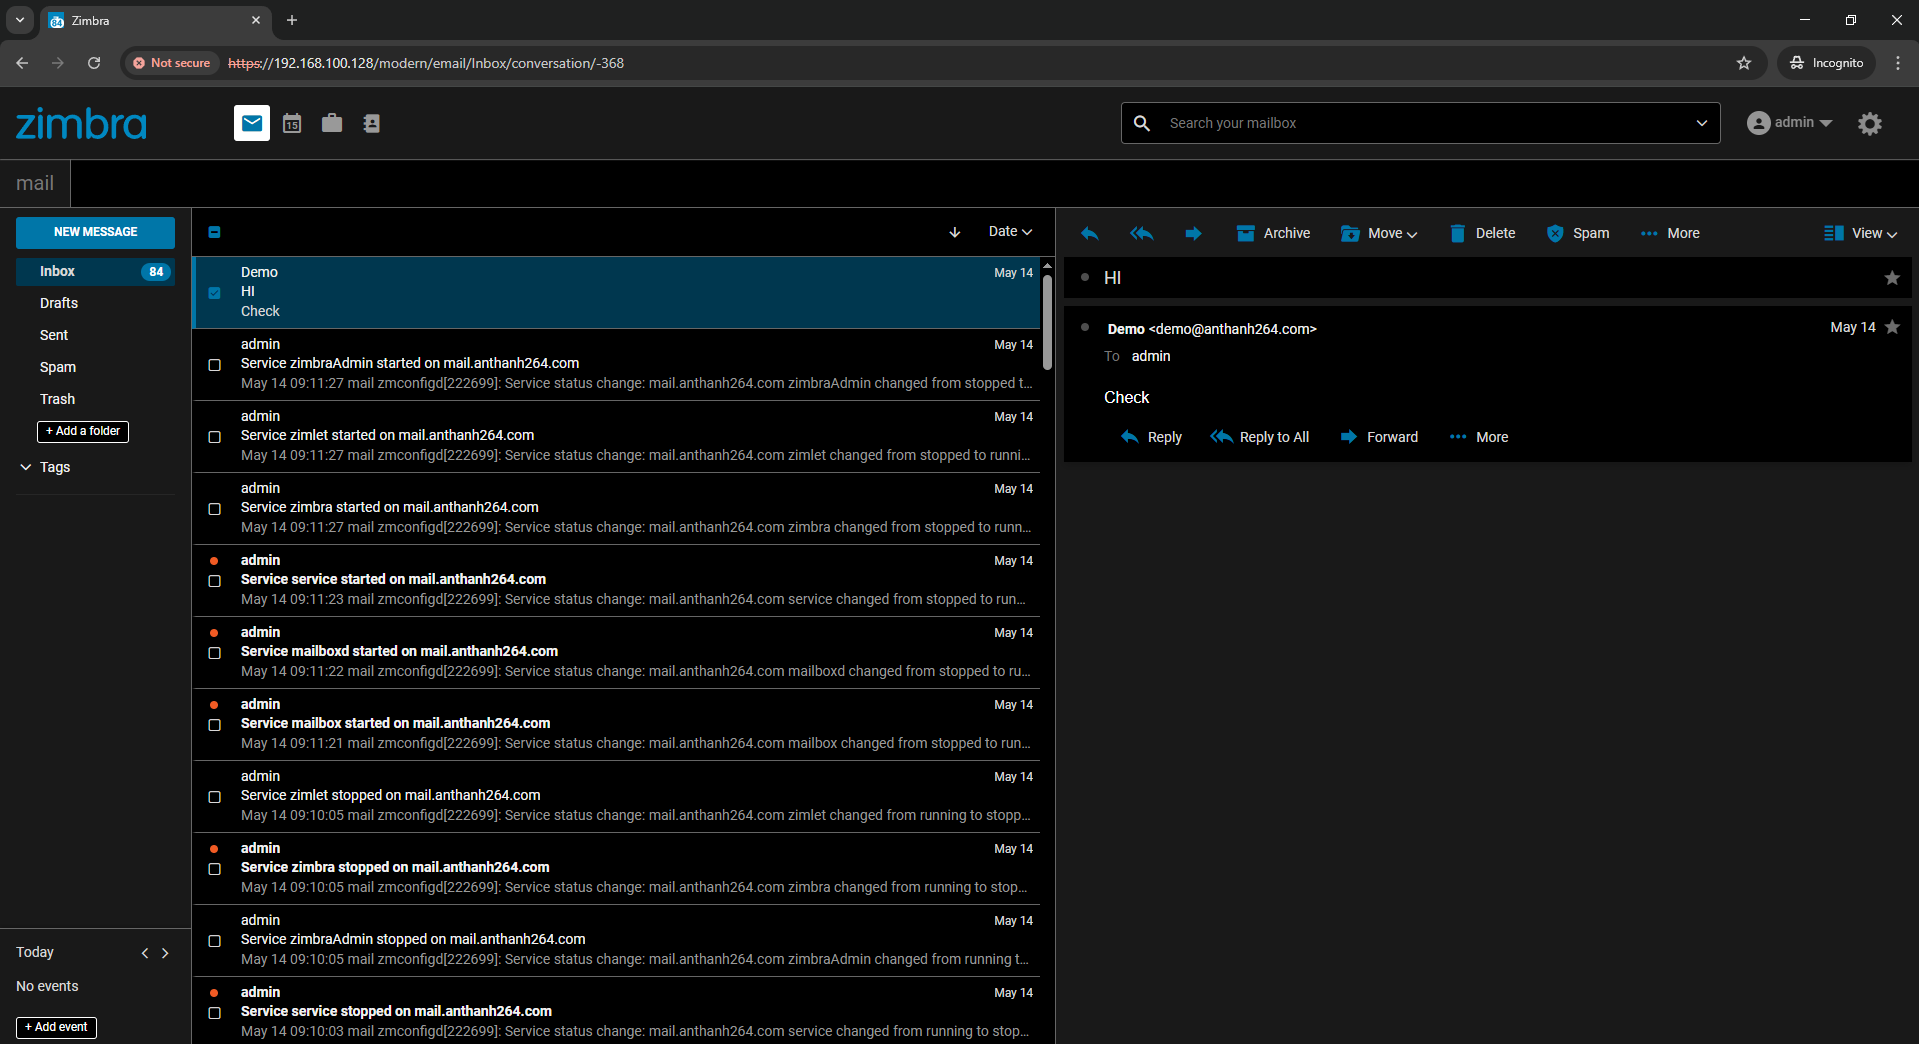 Zimbra
Not secure
https://192.168.100.128/modern/email/Inbox/conversation/-368
Incognito
zimbra
15
Search your mailbox
admin
mail
NEW MESSAGE
Inbox 84
Drafts
Sent
Spam
Trash
+ Add a folder
Tags
Today
No events
+ Add event
Date
Demo May 14
HI
Check
admin May 14
Service zimbraAdmin started on mail.anthanh264.com
May 14 09:11:27 mail zmconfigd[222699]: Service status change: mail.anthanh264.com zimbraAdmin changed from stopped t...
admin May 14
Service zimlet started on mail.anthanh264.com
May 14 09:11:27 mail zmconfigd[222699]: Service status change: mail.anthanh264.com zimlet changed from stopped to runni...
admin May 14
Service zimbra started on mail.anthanh264.com
May 14 09:11:27 mail zmconfigd[222699]: Service status change: mail.anthanh264.com zimbra changed from stopped to runn...
admin May 14
Service service started on mail.anthanh264.com
May 14 09:11:23 mail zmconfigd[222699]: Service status change: mail.anthanh264.com service changed from stopped to run...
admin May 14
Service mailboxd started on mail.anthanh264.com
May 14 09:11:22 mail zmconfigd[222699]: Service status change: mail.anthanh264.com mailboxd changed from stopped to ru...
admin May 14
Service mailbox started on mail.anthanh264.com
May 14 09:11:21 mail zmconfigd[222699]: Service status change: mail.anthanh264.com mailbox changed from stopped to run...
admin May 14
Service zimlet stopped on mail.anthanh264.com
May 14 09:10:05 mail zmconfigd[222699]: Service status change: mail.anthanh264.com zimlet changed from running to stopp...
admin May 14
Service zimbra stopped on mail.anthanh264.com
May 14 09:10:05 mail zmconfigd[222699]: Service status change: mail.anthanh264.com zimbra changed from running to stop...
admin May 14
Service zimbraAdmin stopped on mail.anthanh264.com
May 14 09:10:05 mail zmconfigd[222699]: Service status change: mail.anthanh264.com zimbraAdmin changed from running t...
admin May 14
Service service stopped on mail.anthanh264.com
May 14 09:10:03 mail zmconfigd[222699]: Service status change: mail.anthanh264.com service changed from running to stop...
Archive Move Delete Spam More View
HI
Demo <demo@anthanh264.com> May 14
To admin
Check
Reply Reply to All Forward More